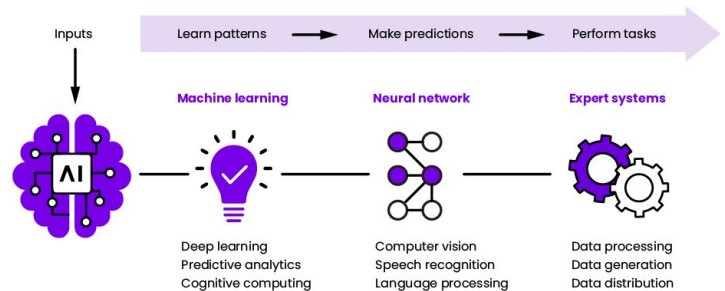 Inputs
Learn patterns
Make predictions
Perform tasks
Machine learning
Neural network
Expert systems
AI
Deep learning
Predictive analytics
Cognitive computing
Computer vision
Speech recognition
Language processing
Data processing
Data generation
Data distribution